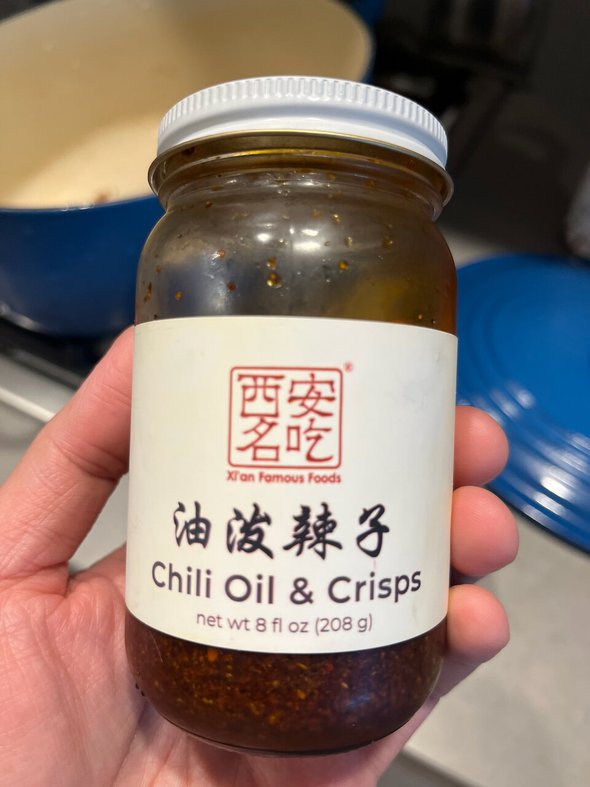 西安
名吃
®
Xi'an Famous Foods
油泼辣子
Chili Oil & Crisps
net wt 8 fl oz (208 g)